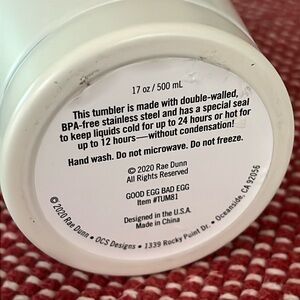 17 oz / 500 mL
This tumbler is made with double-walled,
BPA-free stainless steel and has a special seal
to keep liquids cold for up to 24 hours or hot for
up to 12 hours—without condensation!
Hand wash. Do not microwave. Do not freeze.
© 2020 Rae Dunn
All Rights Reserved
GOOD EGG BAD EGG
Item #TUM81
Designed in the U.S.A.
Made in China
©2020 Rae Dunn • OCS Designs • 1339 Rocky Point Dr. • Oceanside, CA 92056